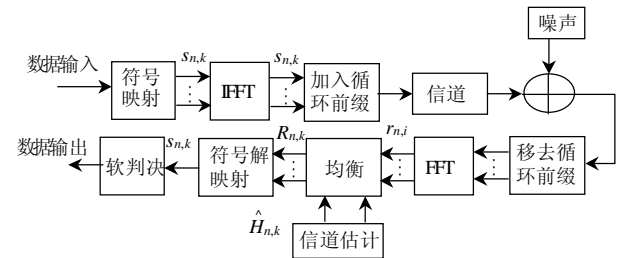 噪声
数据输入
符号
映射
s_{n,k}
IFFT
s_{n,k}
加入循
环前缀
信道
数据输出
软判决
s_{n,k}
符号解
映射
R_{n,k}
均衡
r_{n,i}
FFT
移去循
环前缀
Ĥ_{n,k}
信道估计